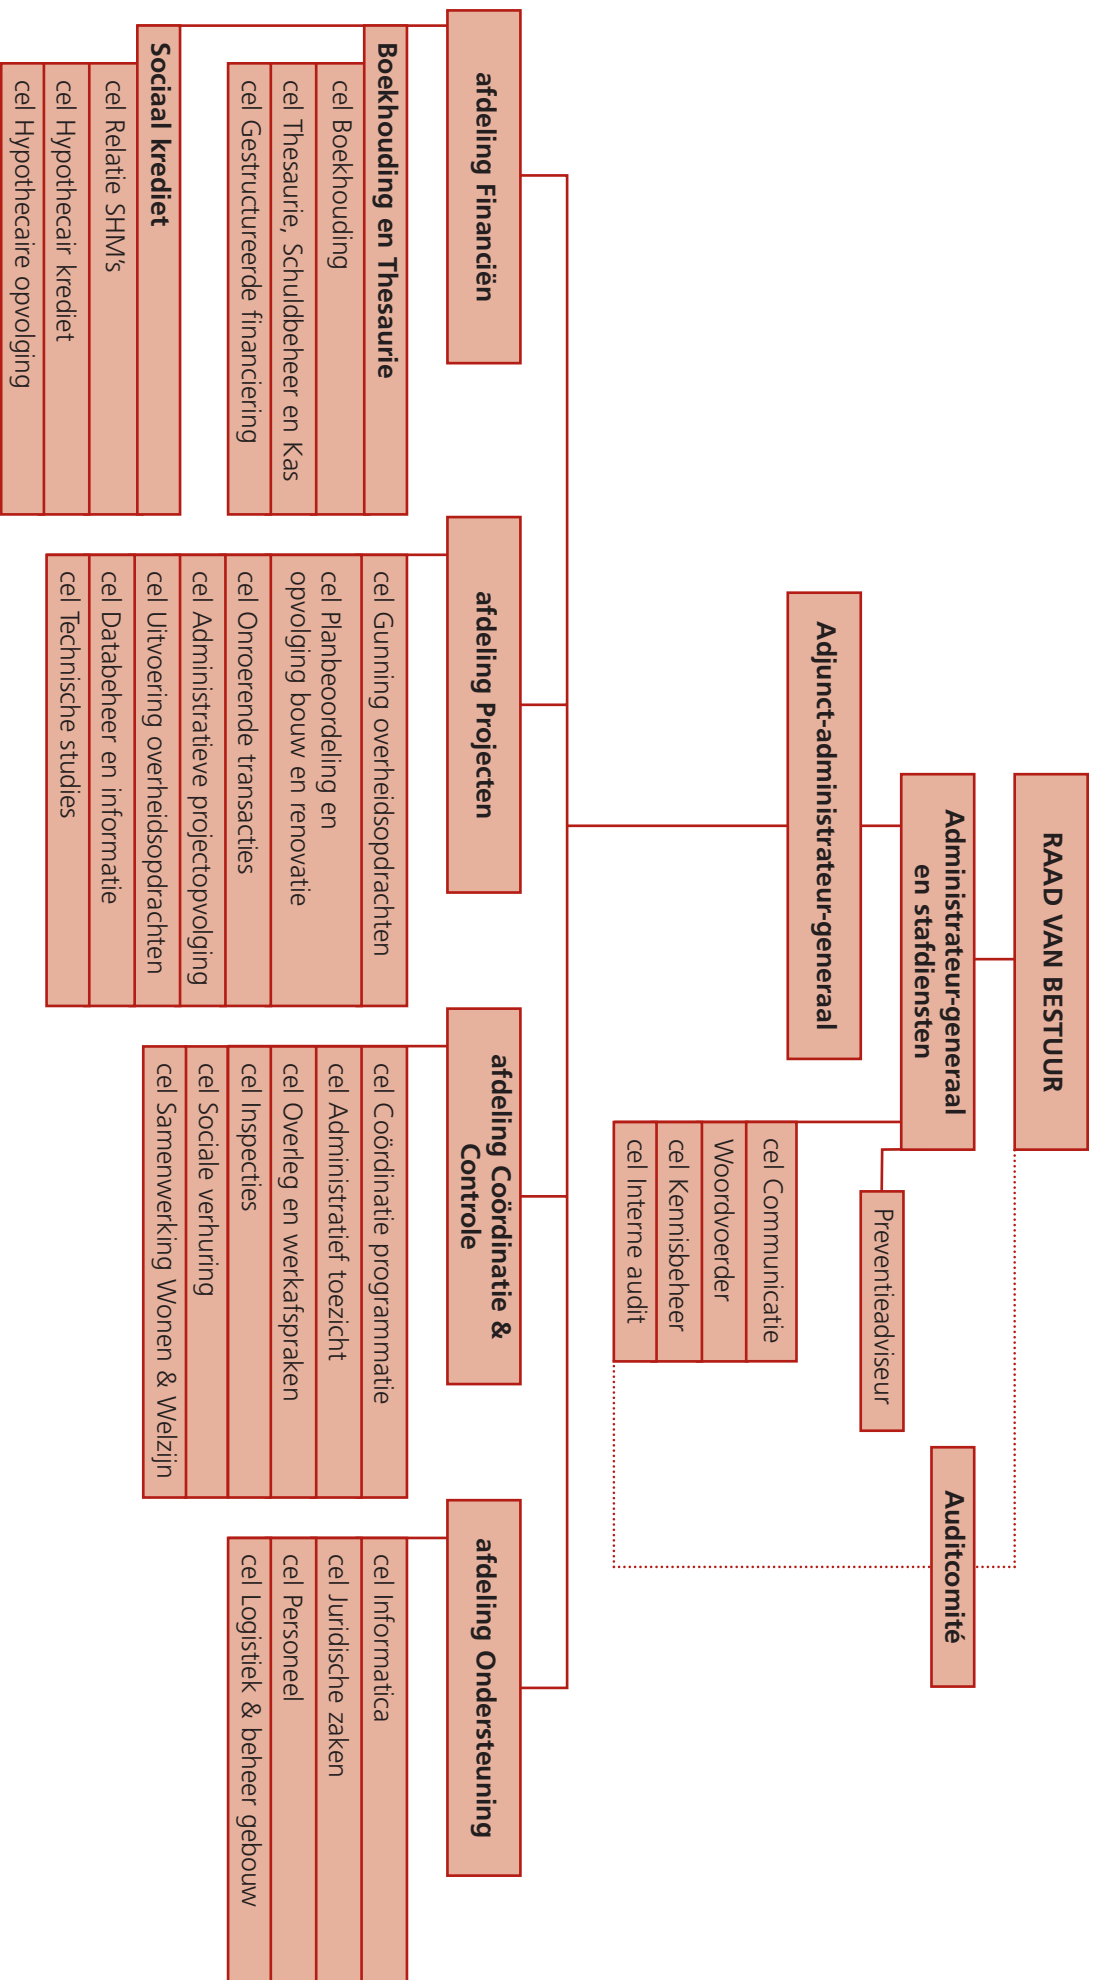 RAAD VAN BESTUUR
Administrateur-generaal
en stafdiensten
Auditcomité
Preventieadviseur
Adjunct-administrateur-generaal
cel Communicatie
Woordvoerder
cel Kennisbeheer
cel Interne audit
afdeling Financiën
Boekhouding en Thesaurie
cel Boekhouding
cel Thesaurie, Schuldbeheer en Kas
cel Gestructureerde financiering
Sociaal krediet
cel Relatie SHM's
cel Hypothecair krediet
cel Hypothecaire opvolging
afdeling Projecten
cel Gunning overheidsopdrachten
cel Planbeoordeling en
opvolging bouw en renovatie
cel Onroerende transacties
cel Administratieve projectopvolging
cel Uitvoering overheidsopdrachten
cel Databeheer en informatie
cel Technische studies
afdeling Coördinatie &
Controle
cel Coördinatie programmatie
cel Administratief toezicht
cel Overleg en werkafspraken
cel Inspecties
cel Sociale verhuring
cel Samenwerking Wonen & Welzijn
afdeling Ondersteuning
cel Informatica
cel Juridische zaken
cel Personeel
cel Logistiek & beheer gebouw